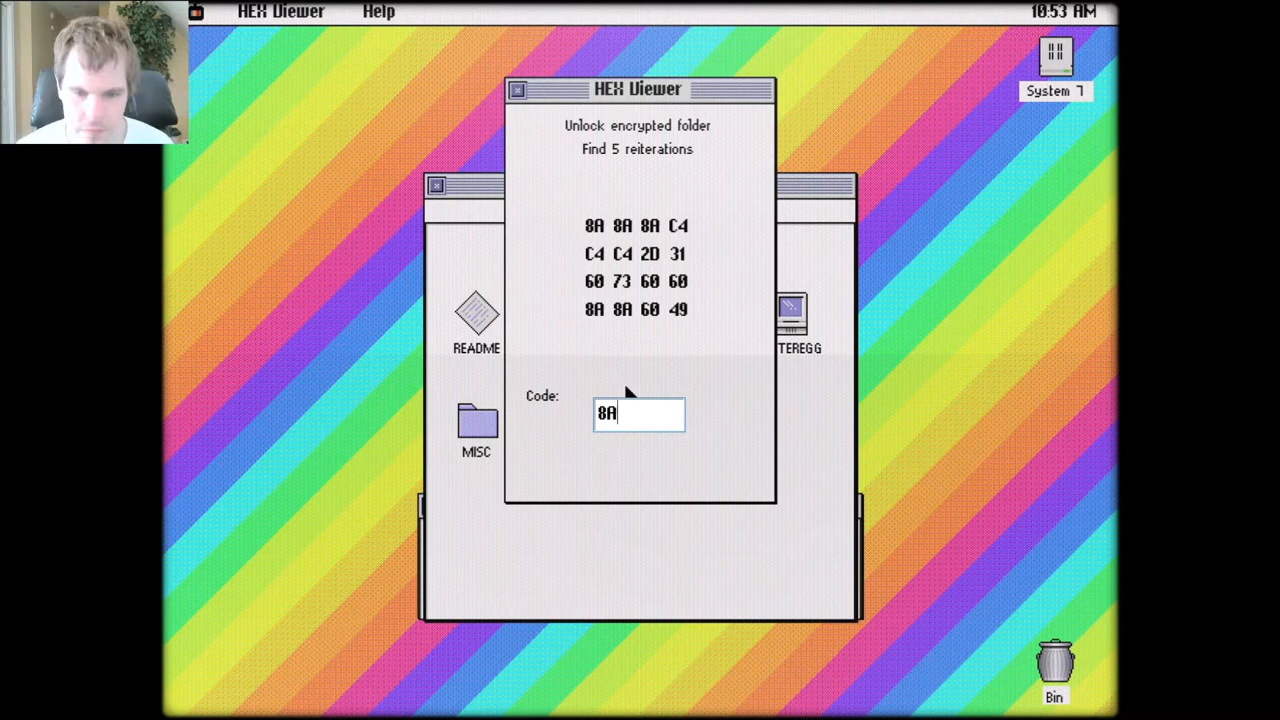 HEX Viewer Help 10:53 AM
System 7
HEX Viewer
Unlock encrypted folder
Find 5 reiterations
8A 8A 8A C4
C4 C4 2D 31
60 73 60 60
8A 8A 60 49
README
TEREGG
Code:
8A
MISC
Bin